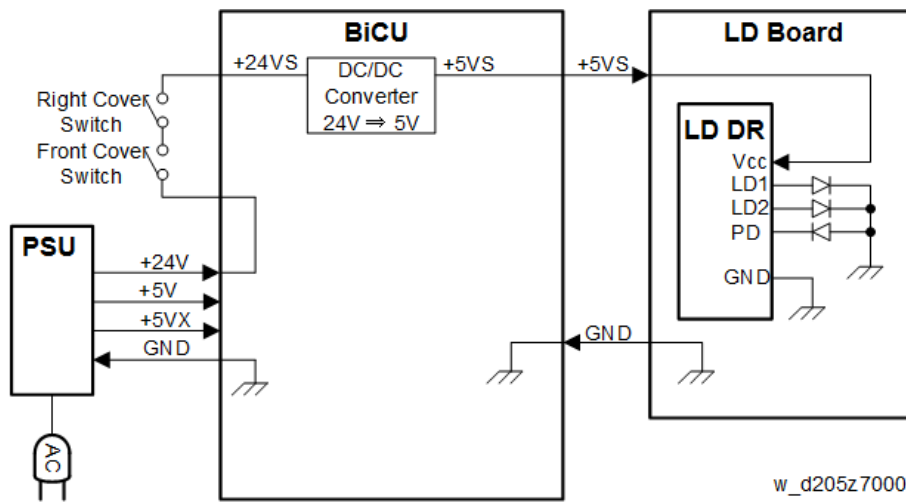 BiCU
LD Board
+24VS
DC/DC
Converter
24V ⇒ 5V
+5VS
+5VS
Right Cover
Switch
Front Cover
Switch
LD DR
Vcc
LD1
LD2
PD
GND
PSU
+24V
+5V
+5VX
GND
GND
AC
w_d205z7000